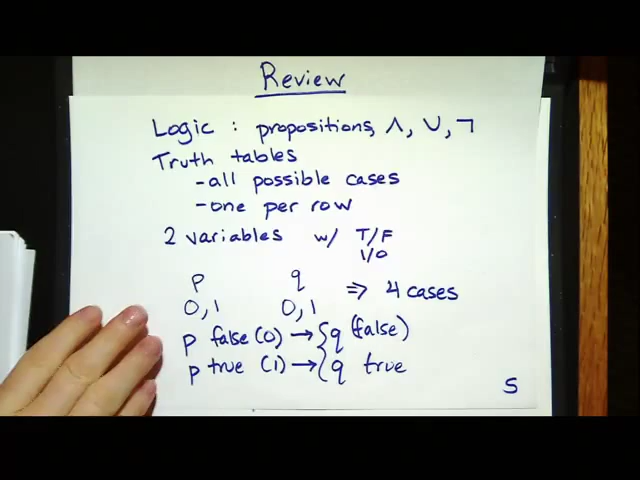 Review
Logic : propositions, ∧, ∨, ¬
Truth tables
- all possible cases
- one per row
2 variables w/ T/F
1/0
p q ⇒ 4 cases
0,1 0,1
p false (0) → { q (false)
p true (1) → { q true
S